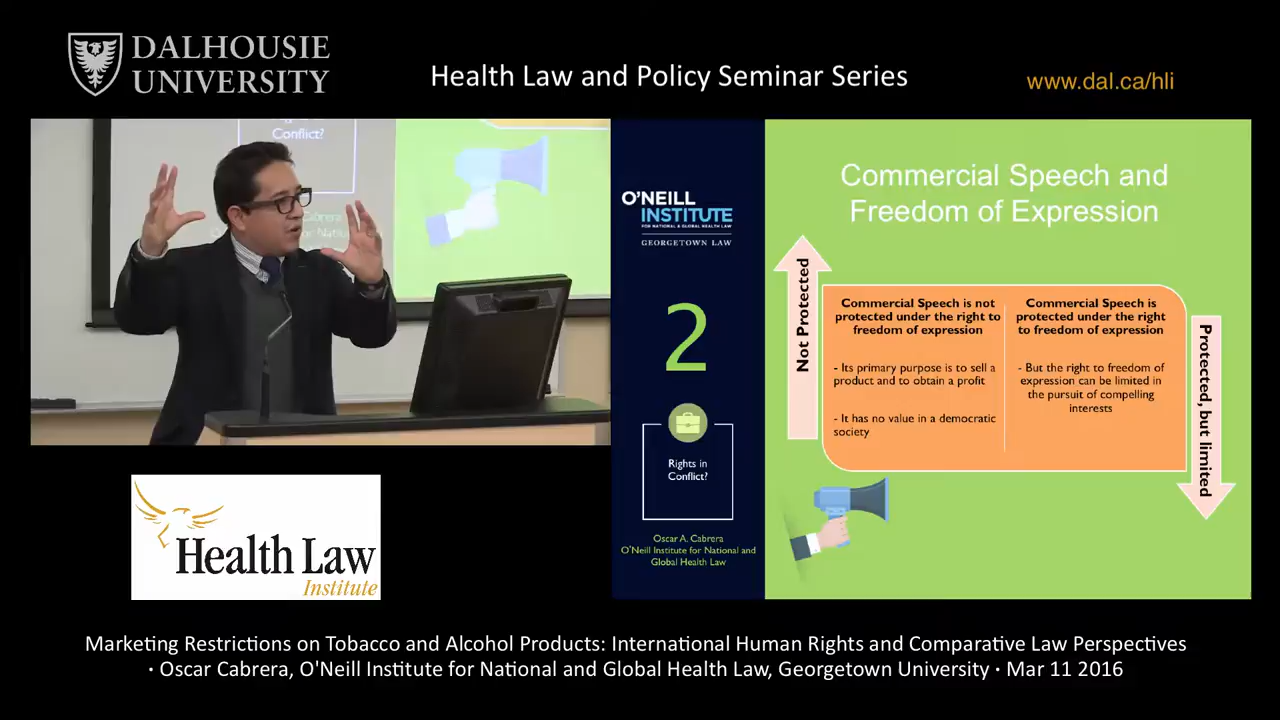 DALHOUSIE
UNIVERSITY
Health Law and Policy Seminar Series
www.dal.ca/hli
Conflict?
Cabrera
for National
O'NEILL
INSTITUTE
FOR NATIONAL & GLOBAL HEALTH LAW
GEORGETOWN LAW
2
Rights in
Conflict?
Oscar A. Cabrera
O'Neill Institute for National and
Global Health Law
Commercial Speech and
Freedom of Expression
Not Protected
Commercial Speech is not
protected under the right to
freedom of expression
- Its primary purpose is to sell a
product and to obtain a profit
- It has no value in a democratic
society
Commercial Speech is
protected under the right
to freedom of expression
- But the right to freedom of
expression can be limited in
the pursuit of compelling
interests
Protected, but limited
Health Law
Institute
Marketing Restrictions on Tobacco and Alcohol Products: International Human Rights and Comparative Law Perspectives
· Oscar Cabrera, O'Neill Institute for National and Global Health Law, Georgetown University · Mar 11 2016